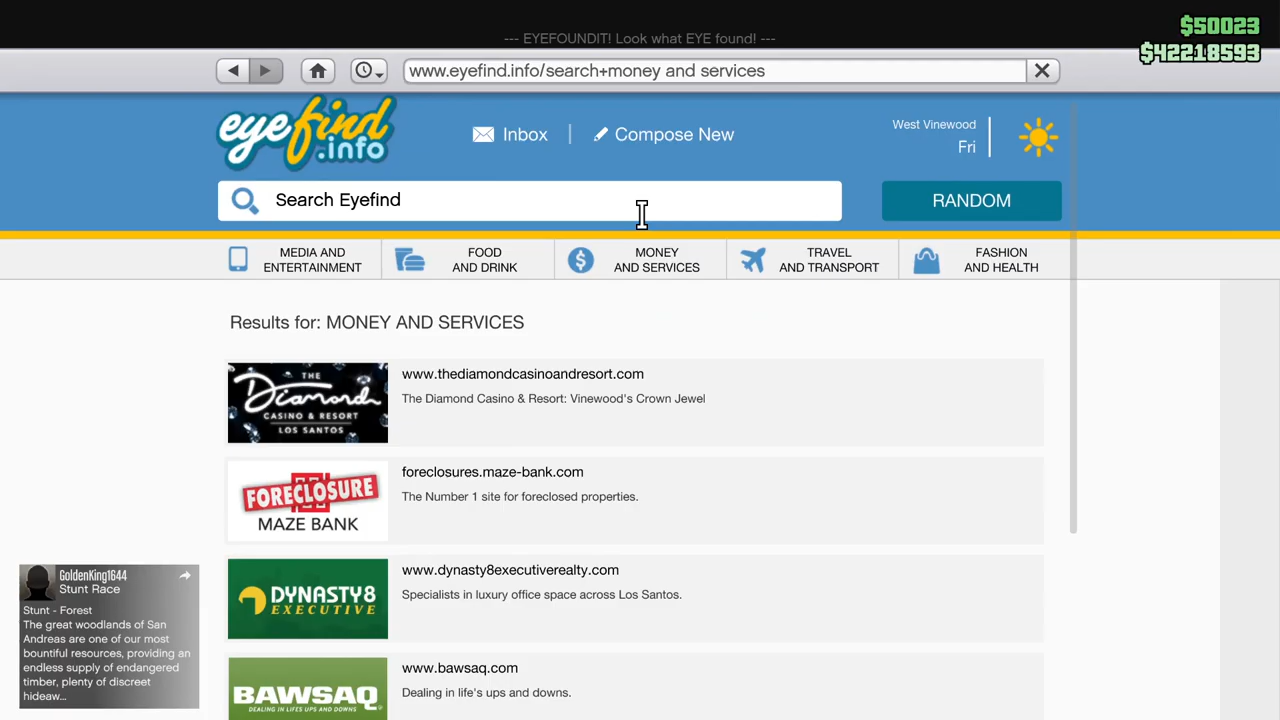 --- EYEFOUNDIT! Look what EYE found! ---
$50023
$42218593
www.eyefind.info/search+money and services
eyefind
.info
Inbox
Compose New
West Vinewood
Fri
Search Eyefind
RANDOM
MEDIA AND
ENTERTAINMENT
FOOD
AND DRINK
MONEY
AND SERVICES
TRAVEL
AND TRANSPORT
FASHION
AND HEALTH
Results for: MONEY AND SERVICES
THE
Diamond
CASINO & RESORT
LOS SANTOS
www.thediamondcasinoandresort.com
The Diamond Casino & Resort: Vinewood's Crown Jewel
FORECLOSURE
MAZE BANK
foreclosures.maze-bank.com
The Number 1 site for foreclosed properties.
DYNASTY8
EXECUTIVE
www.dynasty8executiverealty.com
Specialists in luxury office space across Los Santos.
BAWSAQ
DEALING IN LIFE'S UPS AND DOWNS.
www.bawsaq.com
Dealing in life's ups and downs.
GoldenKing1644
Stunt Race
Stunt - Forest
The great woodlands of San
Andreas are one of our most
bountiful resources, providing an
endless supply of endangered
timber, plenty of discreet
hideaw...